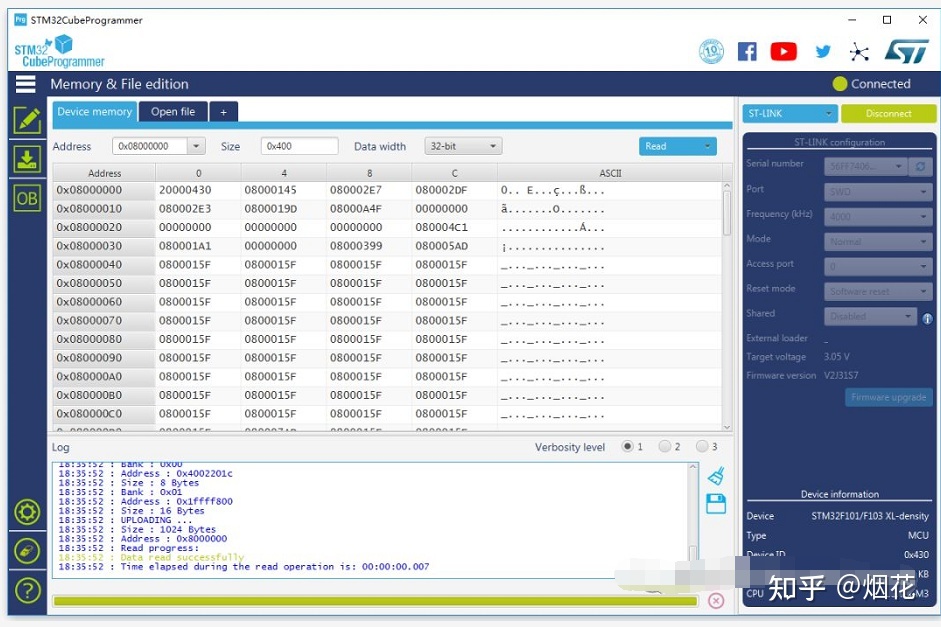 Prg STM32CubeProgrammer
STM32
CubeProgrammer
Memory & File edition
Connected
Device memory Open file +
ST-LINK Disconnect
Address 0x08000000 Size 0x400 Data width 32-bit Read
ST-LINK configuration
Address 0 4 8 C ASCII
0x08000000 20000430 08000145 080002E7 080002DF 0.. E...ç...ß...
0x08000010 080002E3 0800019D 08000A4F 00000000 ã.......O.......
0x08000020 00000000 00000000 00000000 080004C1 ............Á...
0x08000030 080001A1 00000000 08000399 080005AD ¡...............
0x08000040 0800015F 0800015F 0800015F 0800015F _..._..._..._...
0x08000050 0800015F 0800015F 0800015F 0800015F _..._..._..._...
0x08000060 0800015F 0800015F 0800015F 0800015F _..._..._..._...
0x08000070 0800015F 0800015F 0800015F 0800015F _..._..._..._...
0x08000080 0800015F 0800015F 0800015F 0800015F _..._..._..._...
0x08000090 0800015F 0800015F 0800015F 0800015F _..._..._..._...
0x080000A0 0800015F 0800015F 0800015F 0800015F _..._..._..._...
0x080000B0 0800015F 0800015F 0800015F 0800015F _..._..._..._...
0x080000C0 0800015F 0800015F 0800015F 0800015F _..._..._..._...
OB
Serial number
Port SWD
Frequency (kHz) 4000
Mode Normal
Access port 0
Reset mode Software reset
Shared Disabled
External loader _
Target voltage 3.05 V
Firmware version V2J31S7
Firmware upgrade
Log Verbosity level 1 2 3
18:35:52 : Bank : 0x00
18:35:52 : Address : 0x4002201c
18:35:52 : Size : 8 Bytes
18:35:52 : Bank : 0x01
18:35:52 : Address : 0x1ffff800
18:35:52 : Size : 16 Bytes
18:35:52 : UPLOADING ...
18:35:52 : Size : 1024 Bytes
18:35:52 : Address : 0x8000000
18:35:52 : Read progress:
18:35:52 : Data read successfully
18:35:52 : Time elapsed during the read operation is: 00:00:00.007
Device information
Device STM32F101/F103 XL-density
Type MCU
Device ID 0x430
KB
CPU M3
知乎 @烟花